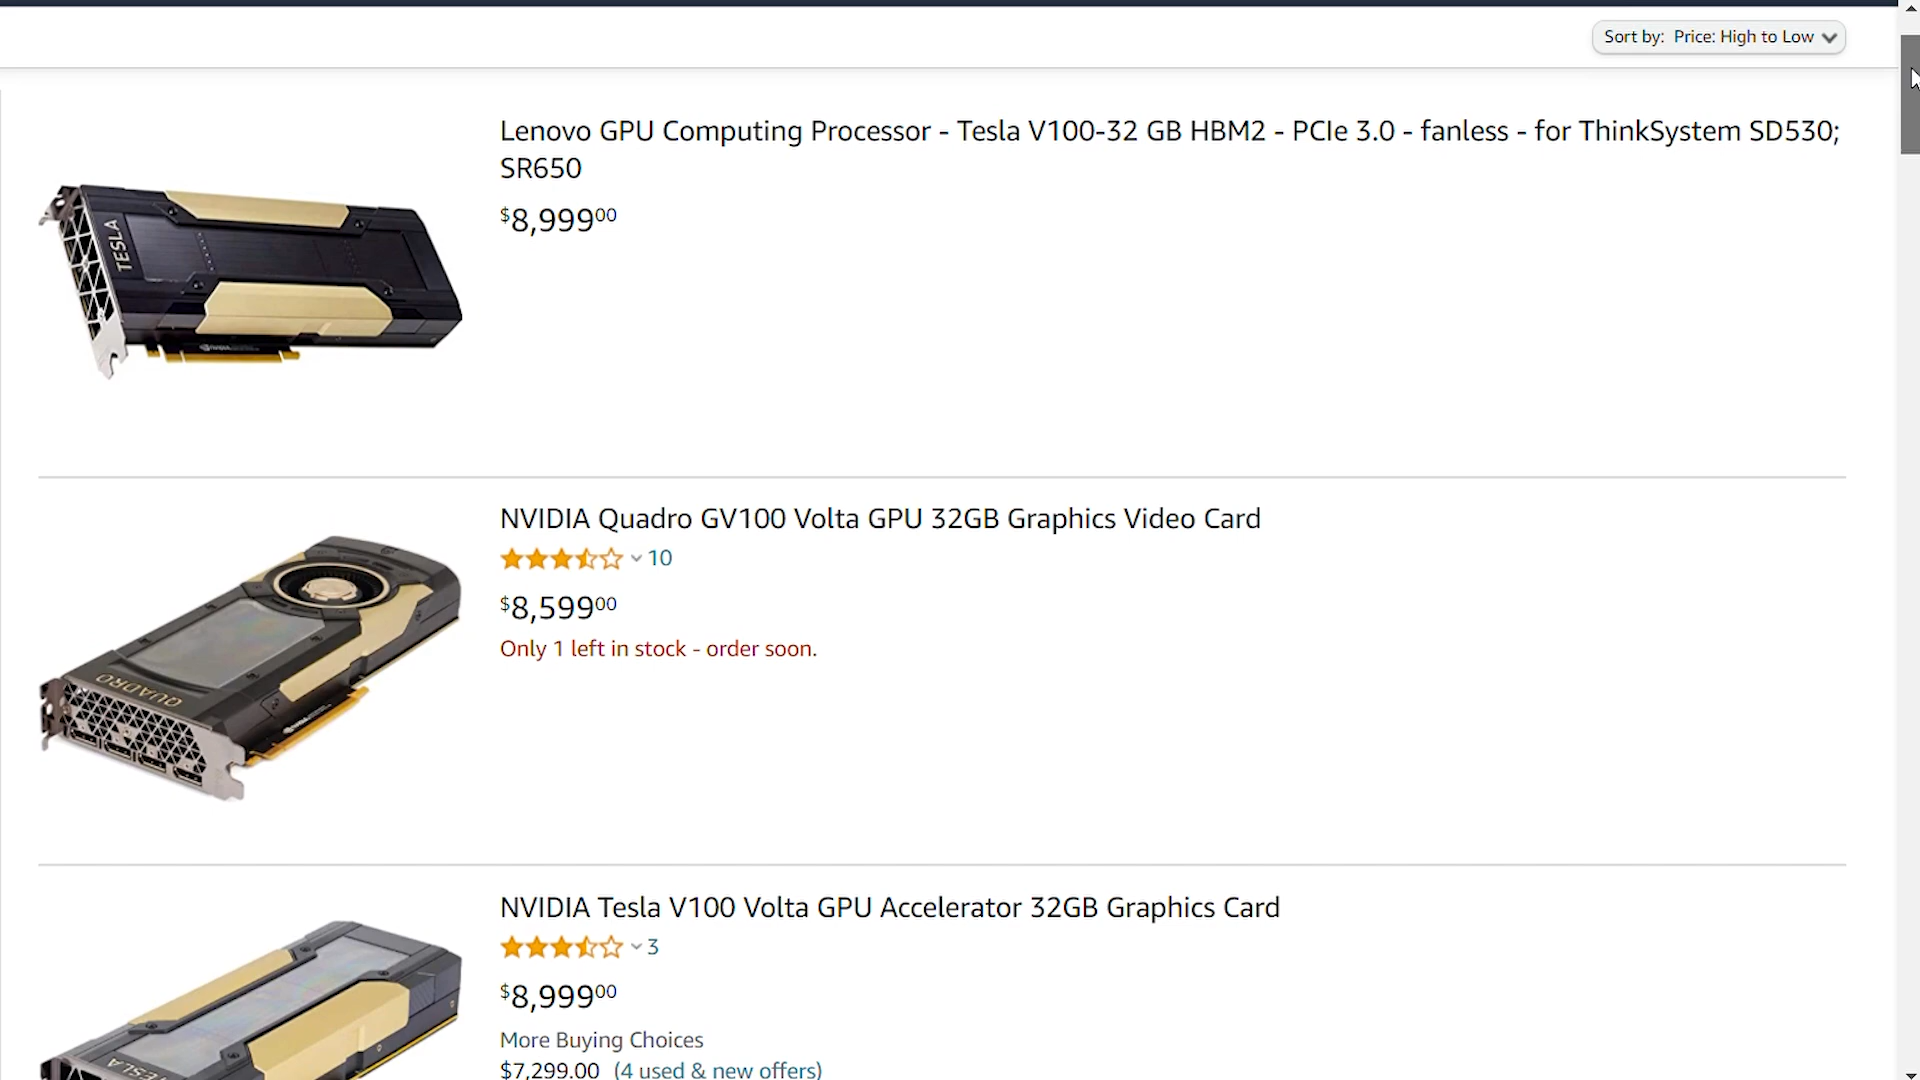 Sort by: Price: High to Low
Lenovo GPU Computing Processor - Tesla V100-32 GB HBM2 - PCIe 3.0 - fanless - for ThinkSystem SD530;
SR650
$8,99900
TESLA
NVIDIA Quadro GV100 Volta GPU 32GB Graphics Video Card
10
$8,59900
Only 1 left in stock - order soon.
QUADRO
NVIDIA Tesla V100 Volta GPU Accelerator 32GB Graphics Card
3
$8,99900
More Buying Choices
$7,299.00 (4 used & new offers)
TESLA